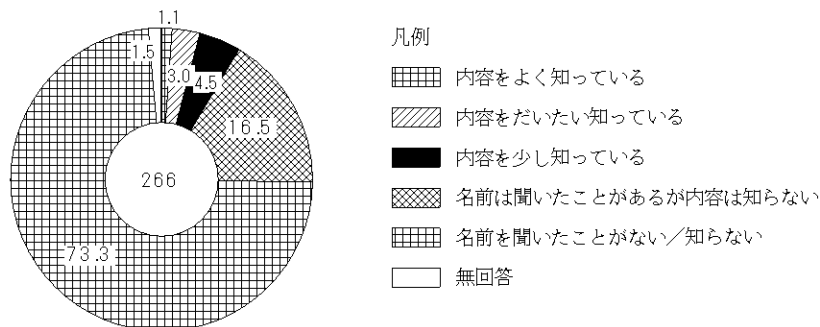 1.1
1.5
3.0
4.5
16.5
266
73.3
凡例
内容をよく知っている
内容をだいたい知っている
内容を少し知っている
名前は聞いたことがあるが内容は知らない
名前を聞いたことがない／知らない
無回答